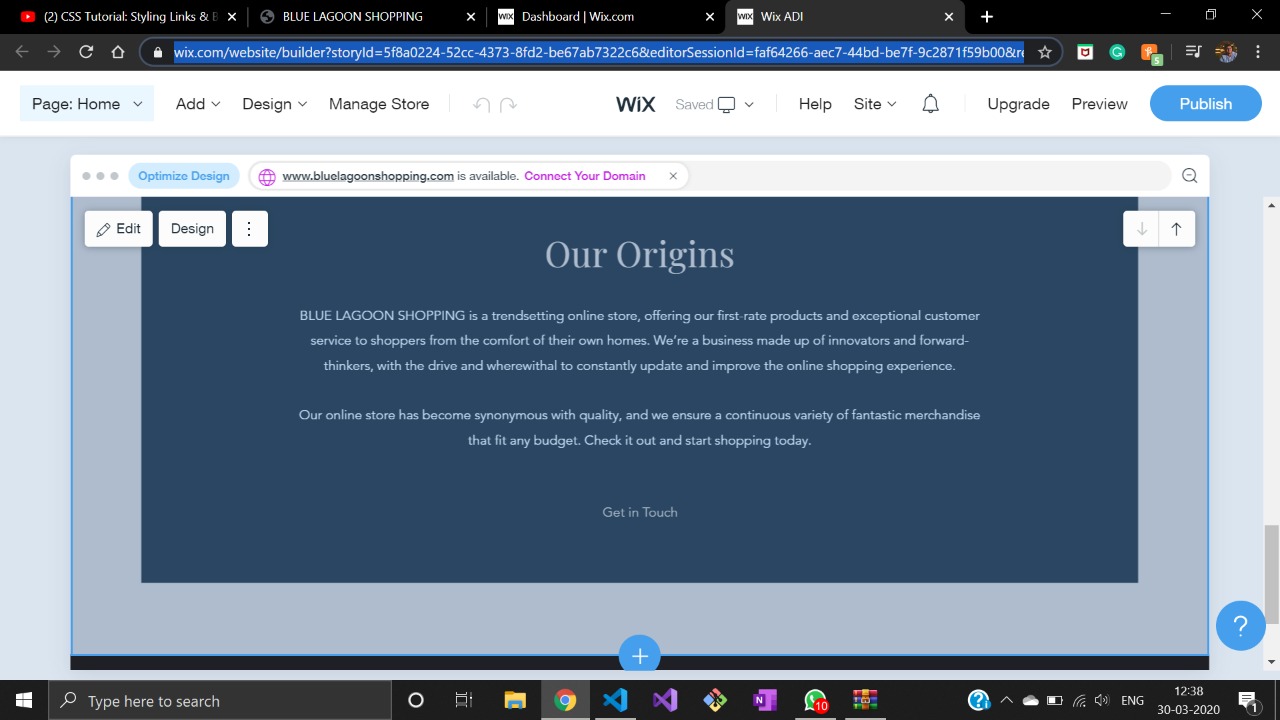 (2) CSS Tutorial: Styling Links & B
BLUE LAGOON SHOPPING
WIX Dashboard | Wix.com
WIX Wix ADI
wix.com/website/builder?storyId=5f8a0224-52cc-4373-8fd2-be67ab7322c6&editorSessionId=faf64266-aec7-44bd-be7f-9c2871f59b00&re
5
Page: Home Add Design Manage Store WIX Saved Help Site Upgrade Preview Publish
Optimize Design www.bluelagoonshopping.com is available. Connect Your Domain
Edit Design
Our Origins
BLUE LAGOON SHOPPING is a trendsetting online store, offering our first-rate products and exceptional customer
service to shoppers from the comfort of their own homes. We're a business made up of innovators and forward-
thinkers, with the drive and wherewithal to constantly update and improve the online shopping experience.
Our online store has become synonymous with quality, and we ensure a continuous variety of fantastic merchandise
that fit any budget. Check it out and start shopping today.
Get in Touch
?
Type here to search
N
10
?
ENG
12:38
30-03-2020
1